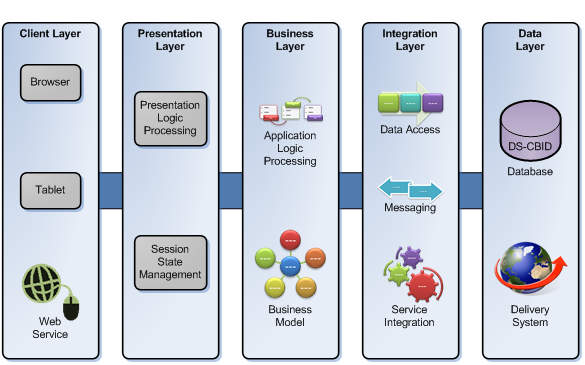 Client Layer
Browser
Tablet
Web
Service
Presentation
Layer
Presentation
Logic
Processing
Session
State
Management
Business
Layer
Application
Logic
Processing
Business
Model
Integration
Layer
Data Access
Messaging
Service
Integration
Data
Layer
DS-CBID
Database
Delivery
System